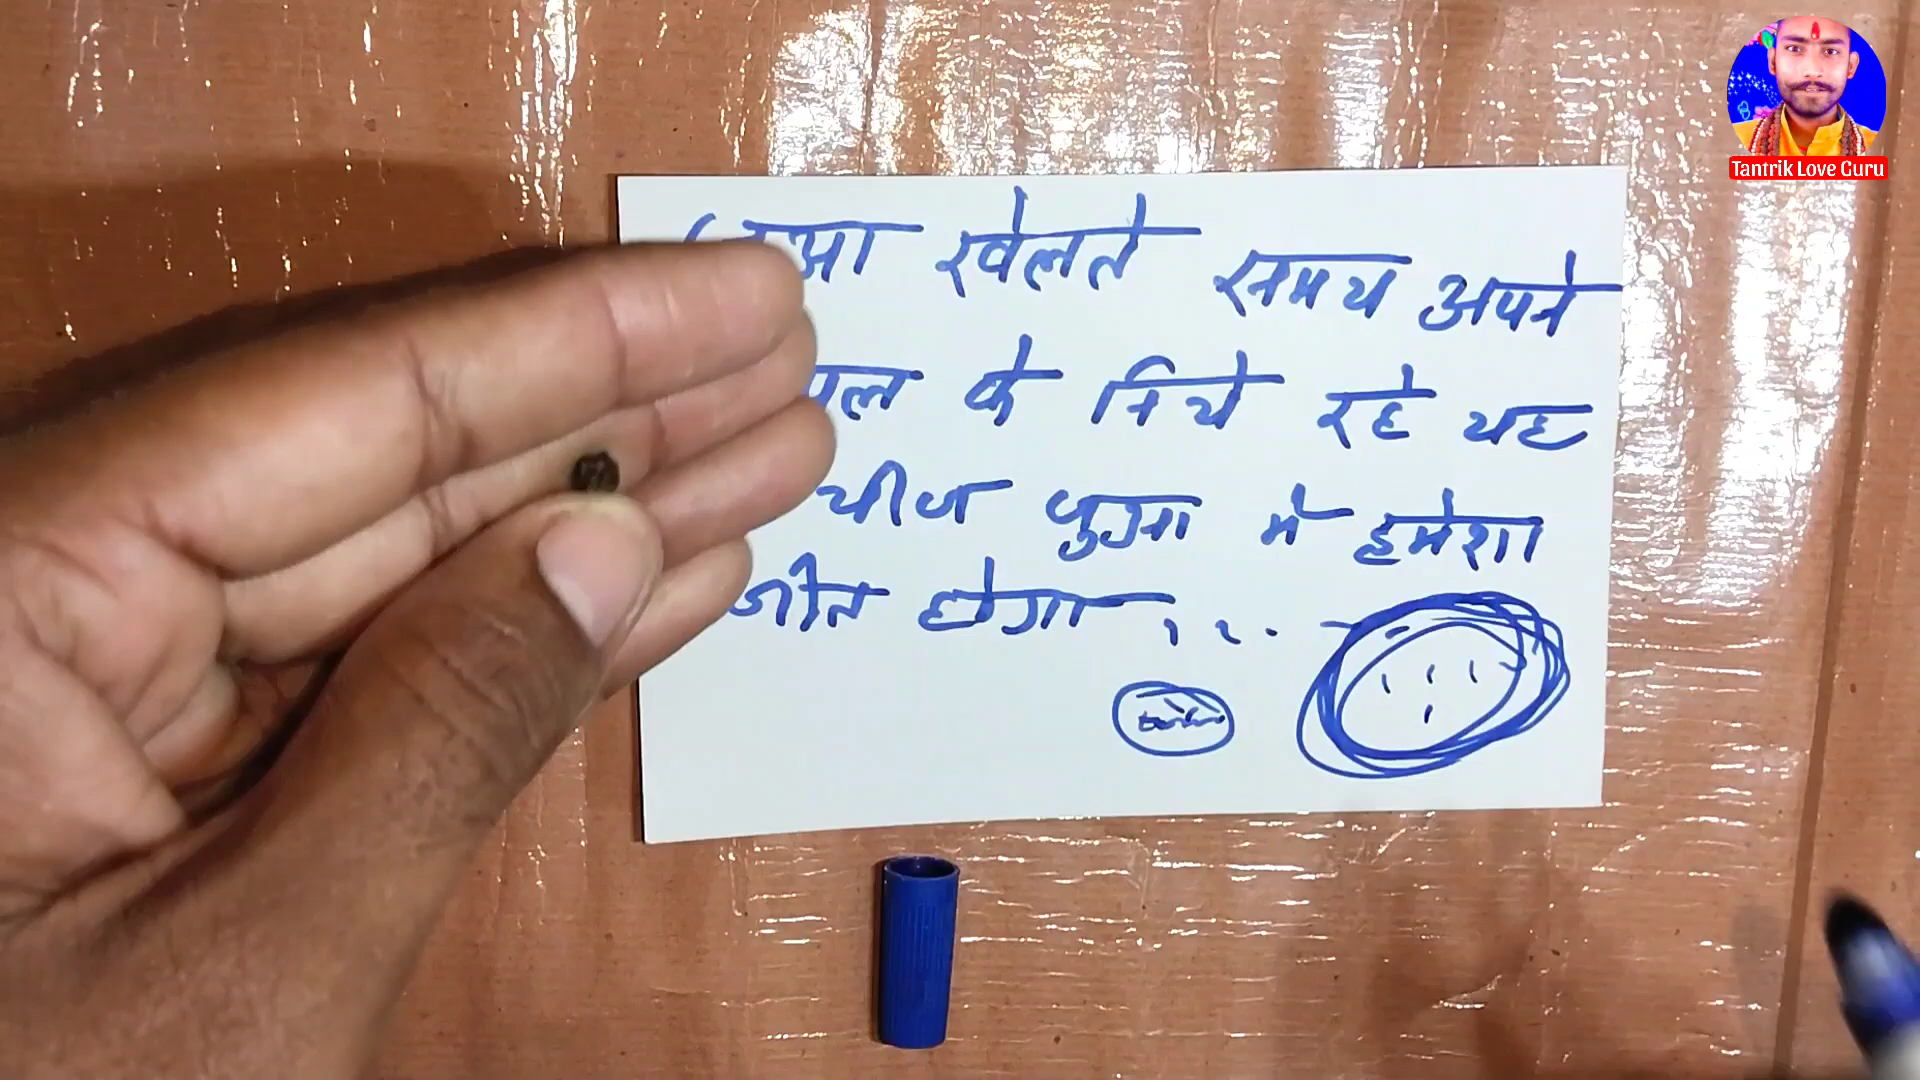 Tantrik Love Guru
खेलते समय अपने
के निचे रहे यह
चीज जुआ में हमेशा
जीत होगा